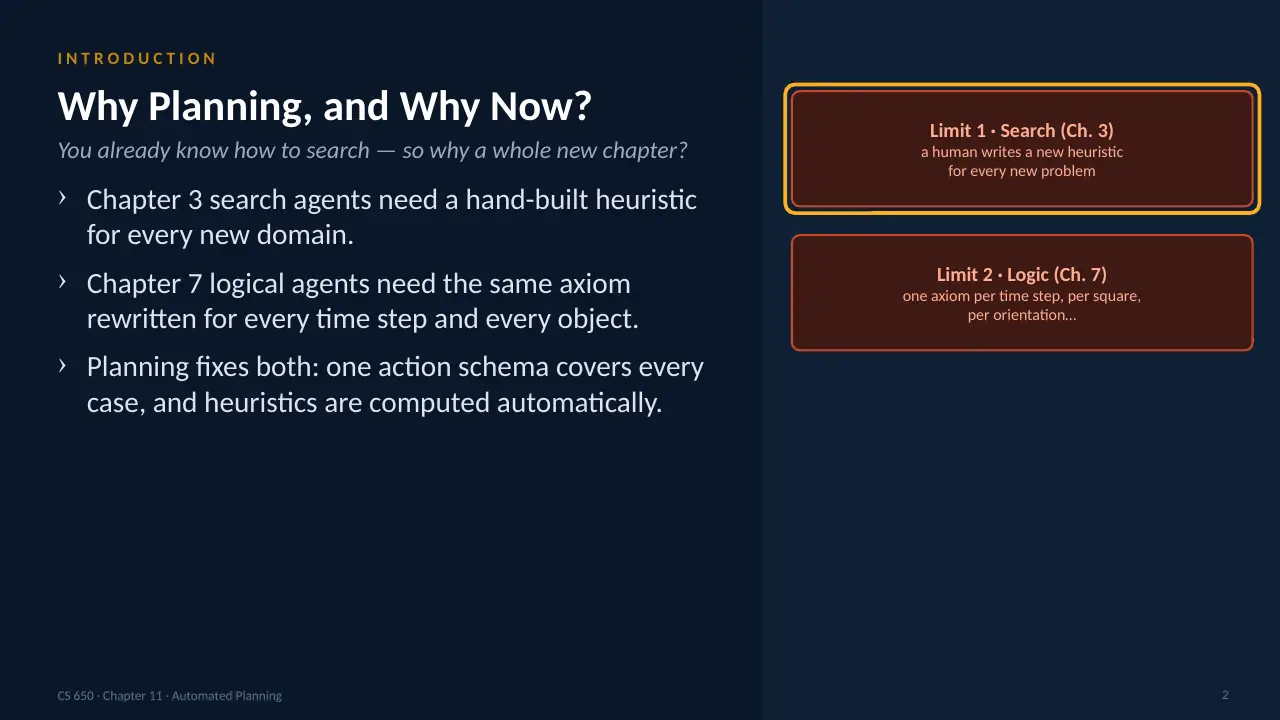 INTRODUCTION
Why Planning, and Why Now?
You already know how to search — so why a whole new chapter?
› Chapter 3 search agents need a hand-built heuristic
for every new domain.
› Chapter 7 logical agents need the same axiom
rewritten for every time step and every object.
› Planning fixes both: one action schema covers every
case, and heuristics are computed automatically.
Limit 1 · Search (Ch. 3)
a human writes a new heuristic
for every new problem
Limit 2 · Logic (Ch. 7)
one axiom per time step, per square,
per orientation…
CS 650 · Chapter 11 · Automated Planning
2